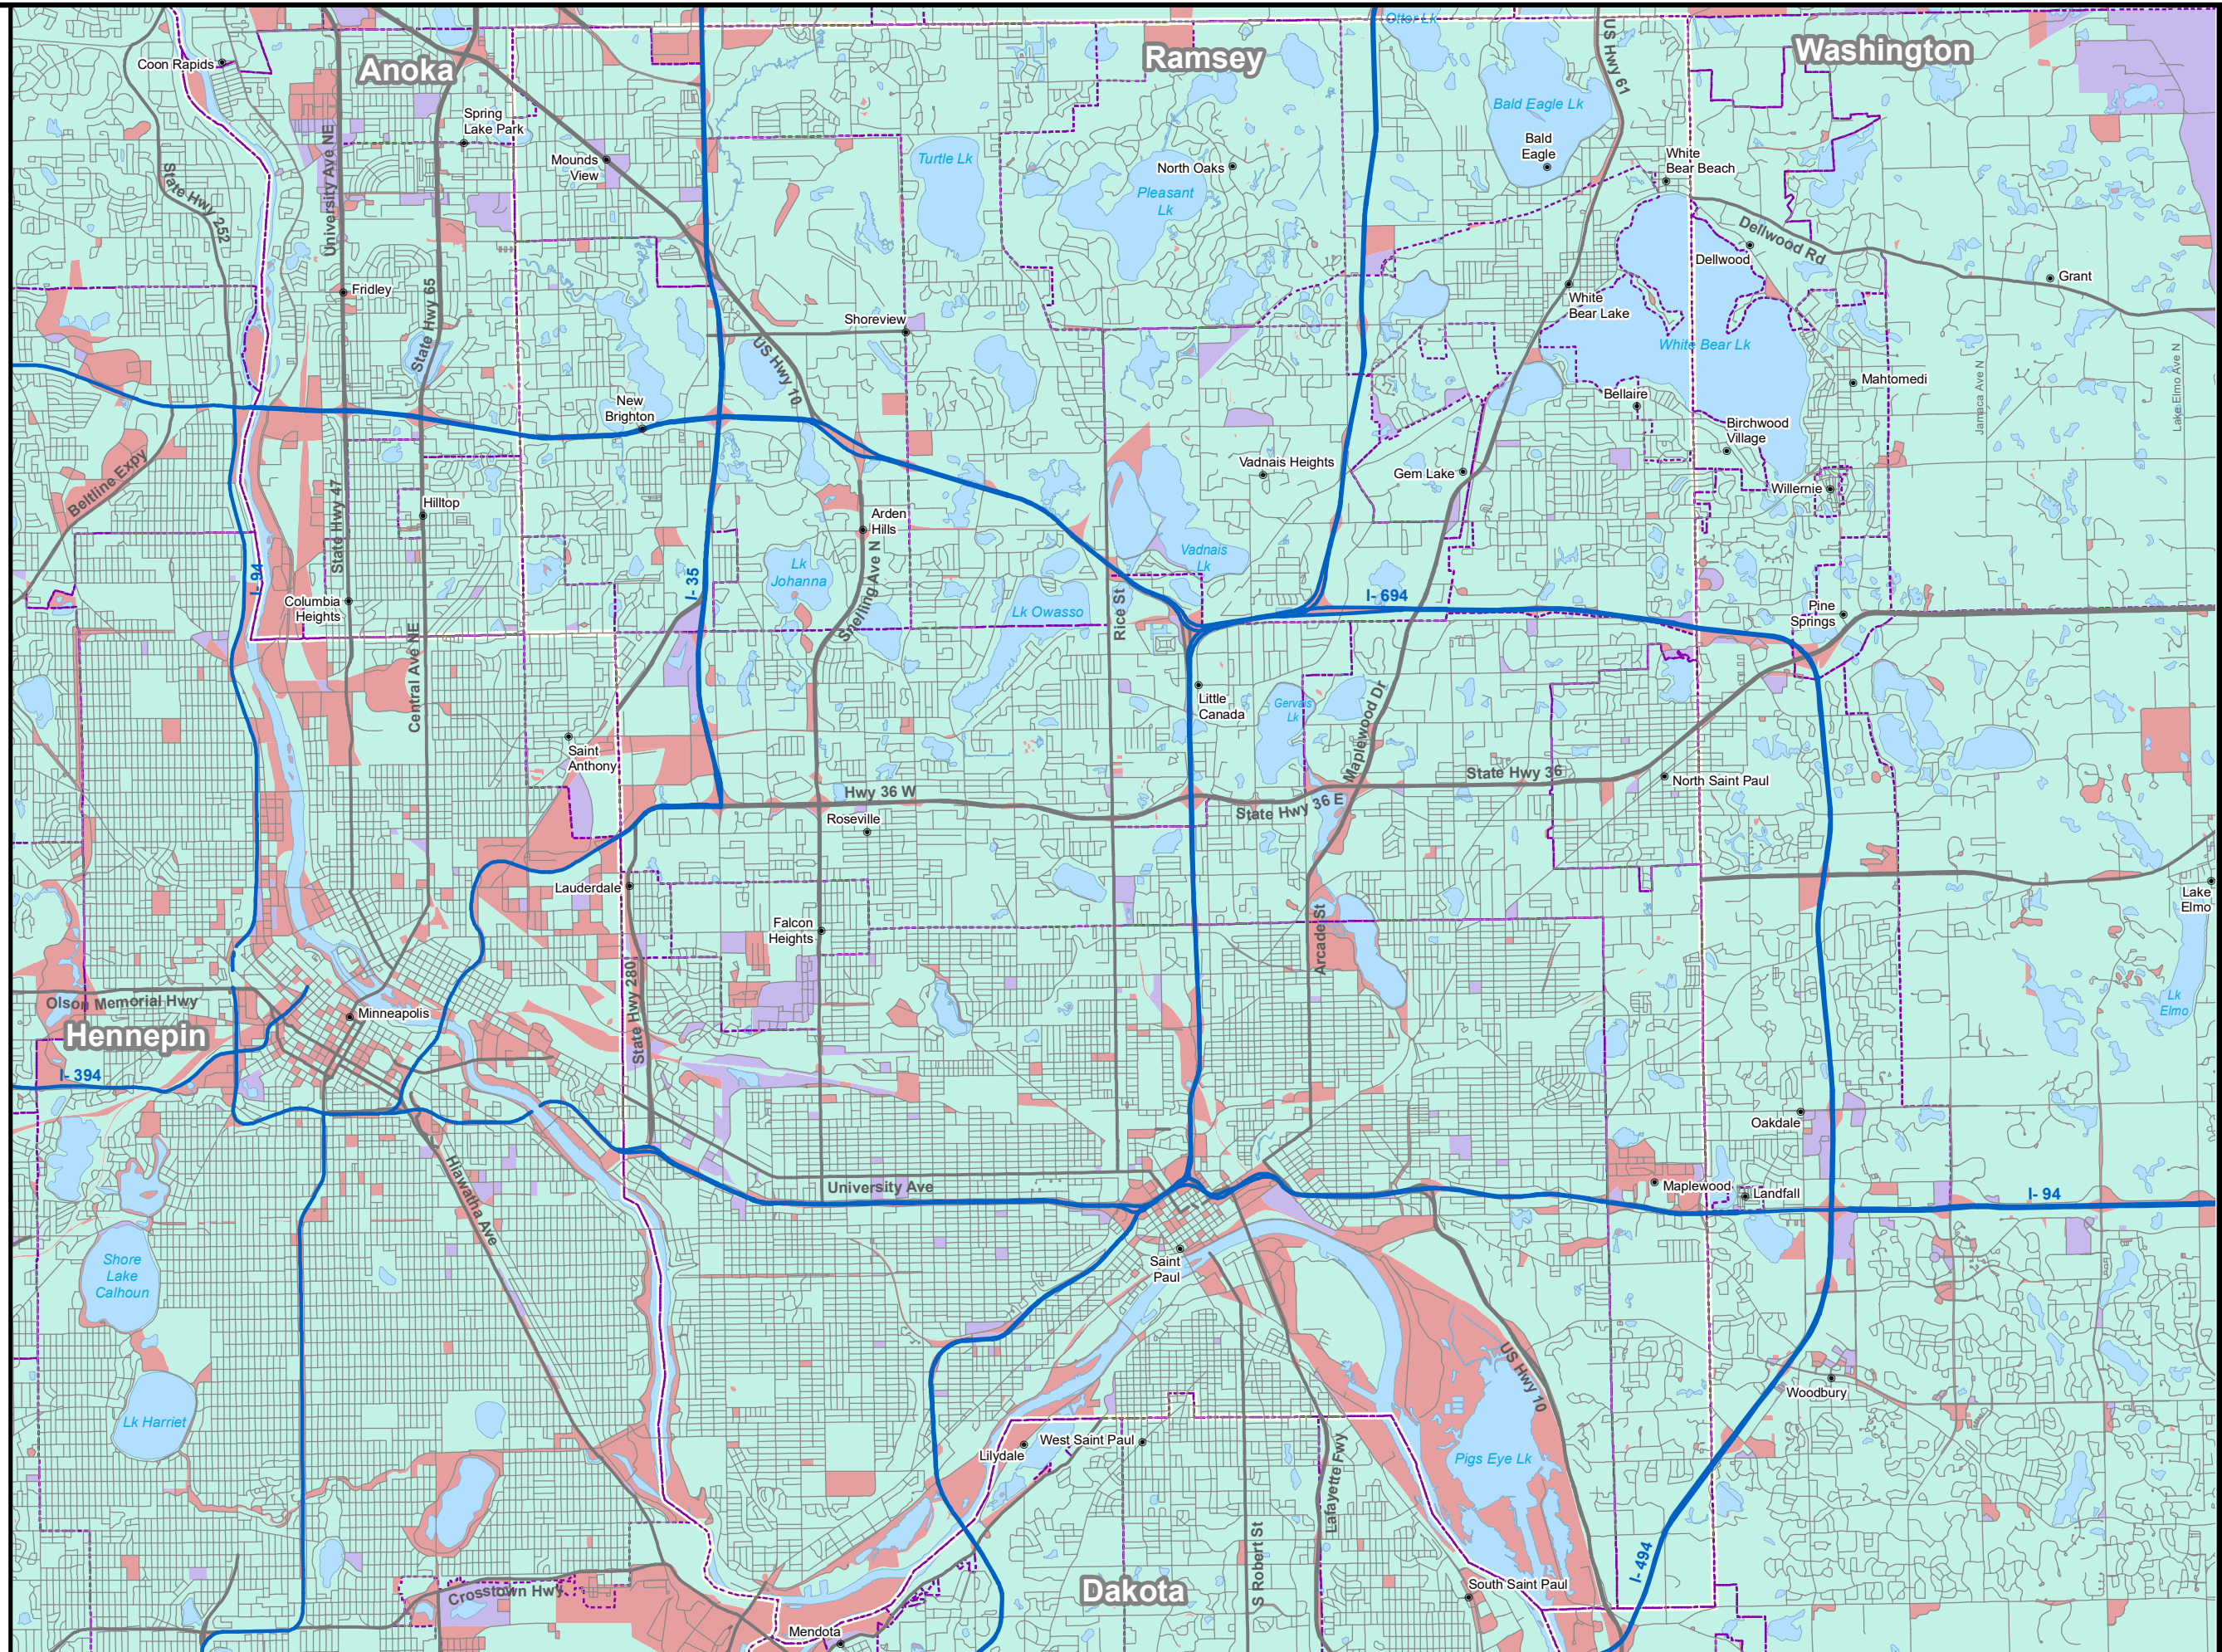 Otter Lk
US Hwy 61
Anoka
Ramsey
Washington
Coon Rapids
Spring
Lake Park
University Ave NE
Bald Eagle Lk
Bald
Eagle
Mounds
View
Turtle Lk
North Oaks
Pleasant
Lk
White
Bear Beach
State Hwy 252
Dellwood Rd
Dellwood
Grant
Fridley
State Hwy 65
White
Bear Lake
Shoreview
US Hwy 10
White Bear Lk
Jamaca Ave N
Lake Elmo Ave N
Mahtomedi
Bellaire
New
Brighton
Birchwood
Village
Vadnais Heights
Gem Lake
Willernie
Beltline Expy
State Hwy 47
Hilltop
Arden
Hills
Vadnais
Lk
I- 94
I- 35
Lk
Johanna
Snelling Ave N
Lk Owasso
Rice St
I- 694
Columbia
Heights
Pine
Springs
Central Ave NE
Little
Canada
Gervais
Lk
Maplewood Dr
Saint
Anthony
State Hwy 36
North Saint Paul
Hwy 36 W
State Hwy 36 E
Roseville
Lauderdale
Lake
Elmo
Falcon
Heights
Arcade St
State Hwy 280
Olson Memorial Hwy
Minneapolis
Lk
Elmo
Hennepin
I- 394
Oakdale
Hiawatha Ave
University Ave
Maplewood
Landfall
I- 94
Shore
Lake
Calhoun
Saint
Paul
US Hwy 10
Woodbury
Lk Harriet
Lilydale
West Saint Paul
Lafayette Fwy
Pigs Eye Lk
S Robert St
I- 494
Crosstown Hwy
Dakota
South Saint Paul
Mendota